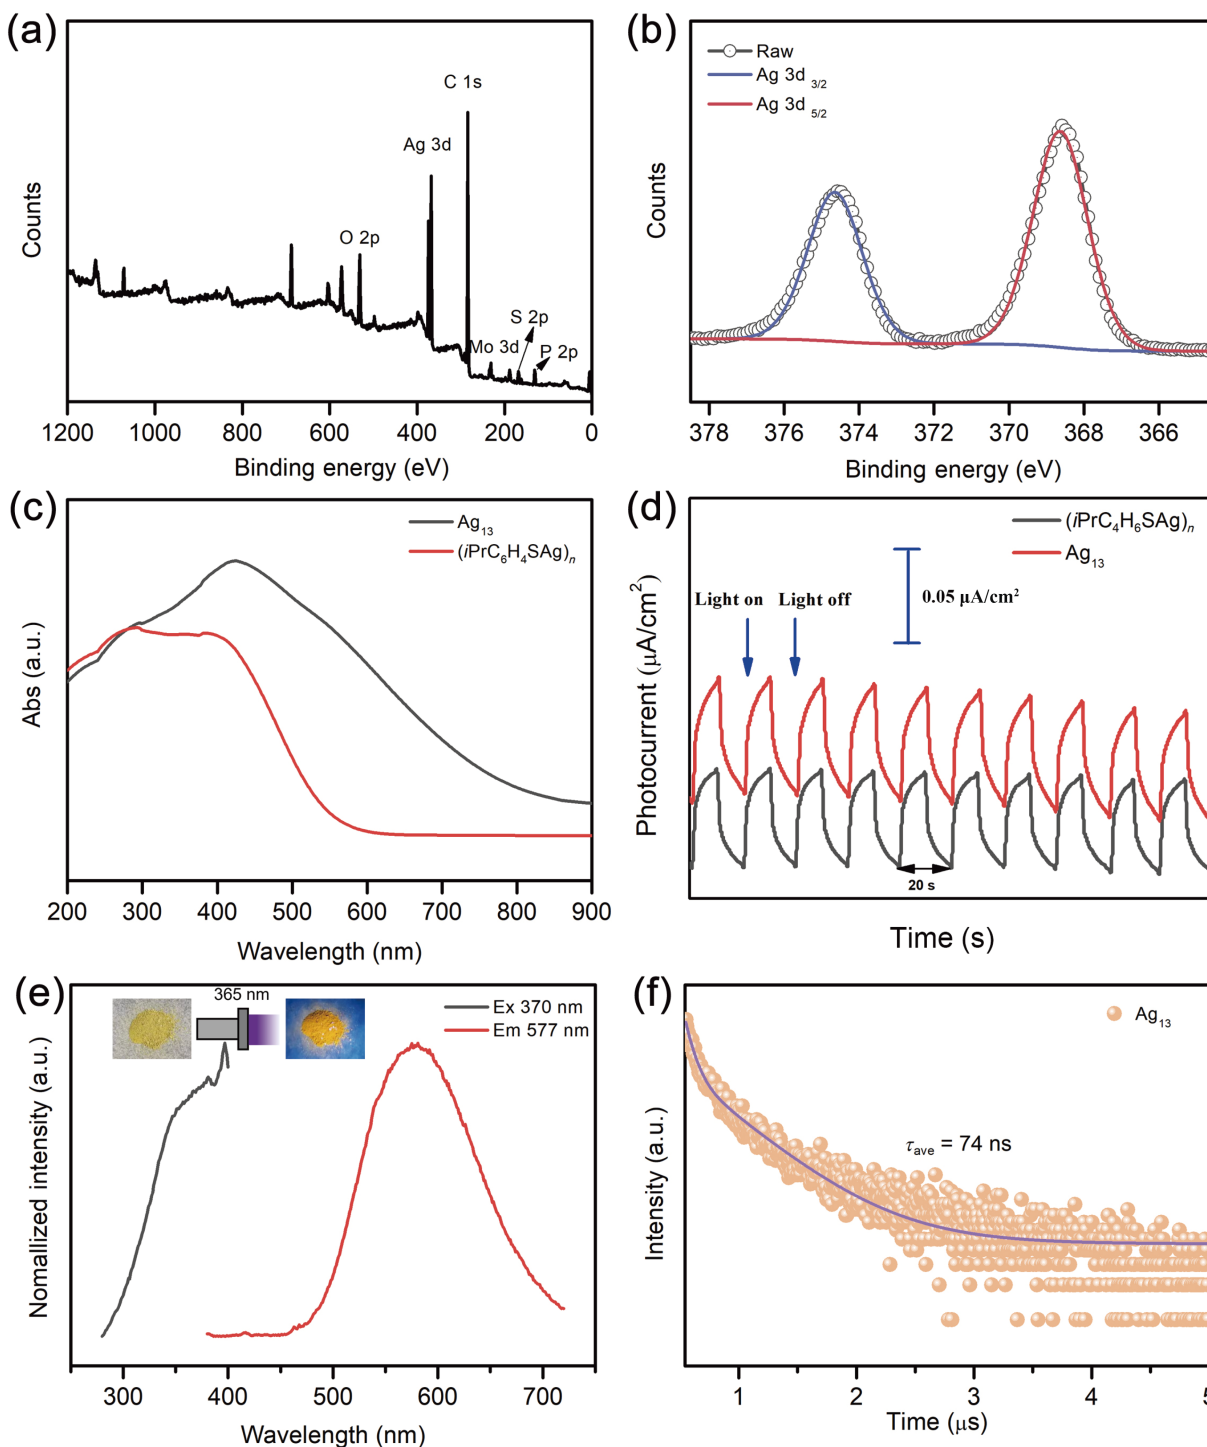 (a)
C 1s
Ag 3d
O 2p
S 2p
Mo 3d
P 2p
Counts
1200 1000 800 600 400 200 0
Binding energy (eV)
(b)
Raw
Ag 3d 3/2
Ag 3d 5/2
Counts
378 376 374 372 370 368 366
Binding energy (eV)
(c)
Ag13
(iPrC6H4SAg)n
Abs (a.u.)
200 300 400 500 600 700 800 900
Wavelength (nm)
(d)
(iPrC4H6SAg)n
Ag13
0.05 μA/cm2
Light on Light off
20 s
Photocurrent (μA/cm2)
Time (s)
(e)
365 nm
Ex 370 nm
Em 577 nm
Nomallized intensity (a.u.)
300 400 500 600 700
Wavelength (nm)
(f)
Ag13
τave = 74 ns
Intensity (a.u.)
1 2 3 4 5
Time (μs)